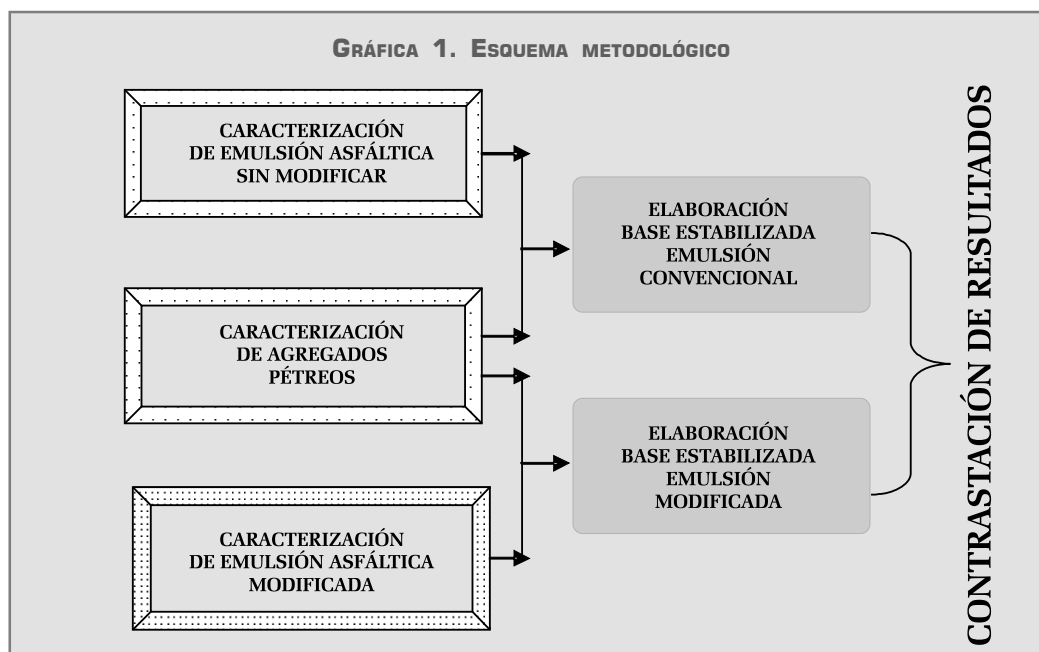 GRÁFICA 1. ESQUEMA METODOLÓGICO
CARACTERIZACIÓN
DE EMULSIÓN ASFÁLTICA
SIN MODIFICAR
CARACTERIZACIÓN
DE AGREGADOS
PÉTREOS
CARACTERIZACIÓN
DE EMULSIÓN ASFÁLTICA
MODIFICADA
ELABORACIÓN
BASE ESTABILIZADA
EMULSIÓN
CONVENCIONAL
ELABORACIÓN
BASE ESTABILIZADA
EMULSIÓN
MODIFICADA
CONTRASTACIÓN DE RESULTADOS